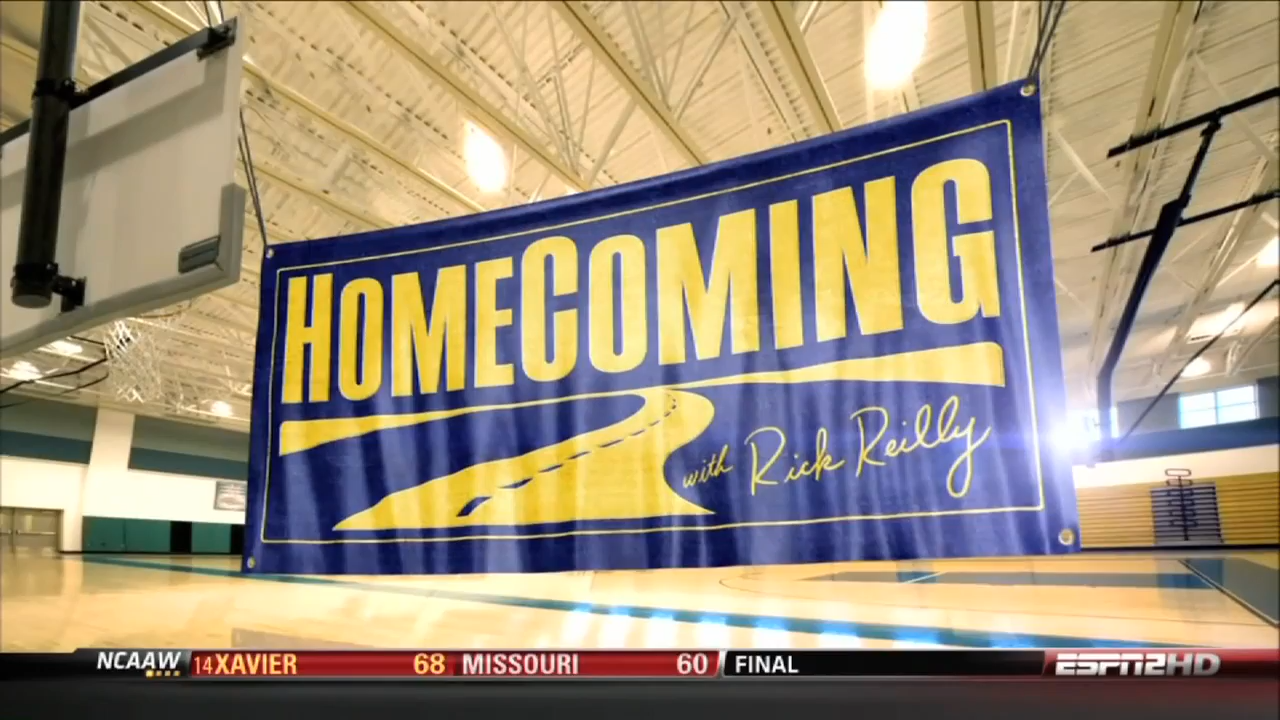 HOMECOMING
with Rick Reilly
NCAAW 14 XAVIER 68 MISSOURI 60 FINAL ESPN2HD